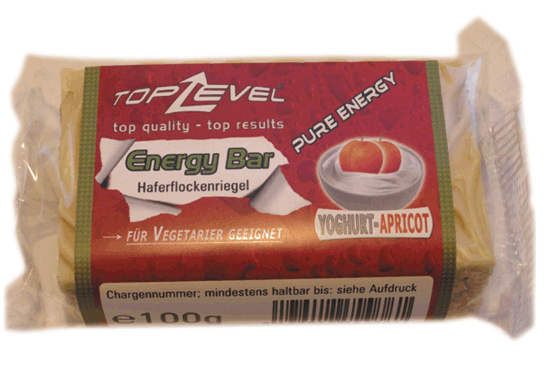 TOPLEVEL
top quality - top results
PURE ENERGY
Energy Bar
Haferflockenriegel
YOGHURT-APRICOT
→ FÜR VEGETARIER GEEIGNET
Chargennummer; mindestens haltbar bis: siehe Aufdruck
e100g